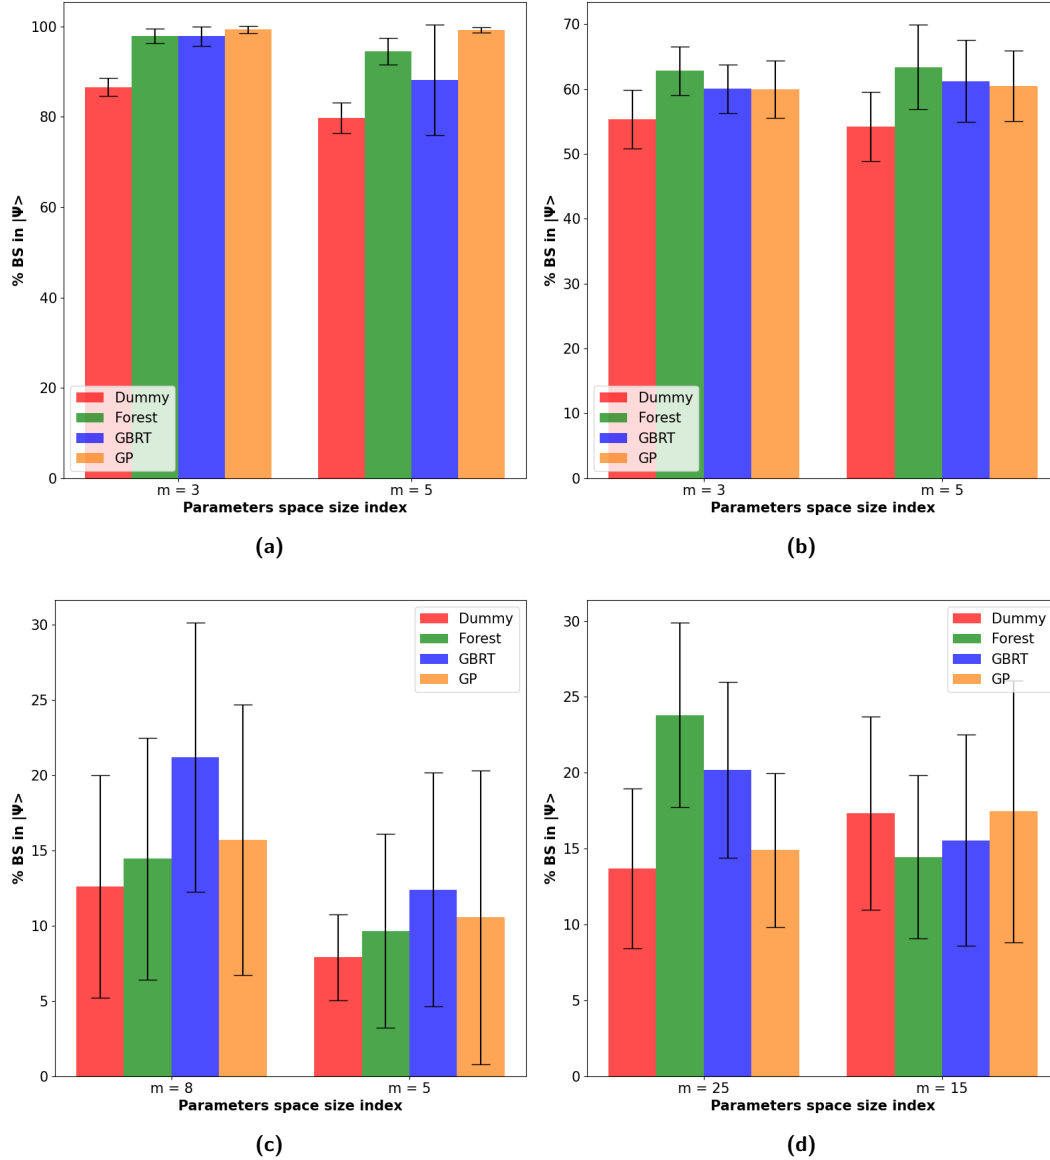 100
80
60
40
20
0
% BS in |Ψ>
Dummy
Forest
GBRT
GP
m = 3
m = 5
Parameters space size index
(a)
70
60
50
40
30
20
10
0
% BS in |Ψ>
Dummy
Forest
GBRT
GP
m = 3
m = 5
Parameters space size index
(b)
30
25
20
15
10
5
0
% BS in |Ψ>
Dummy
Forest
GBRT
GP
m = 8
m = 5
Parameters space size index
(c)
30
25
20
15
10
5
0
% BS in |Ψ>
Dummy
Forest
GBRT
GP
m = 25
m = 15
Parameters space size index
(d)